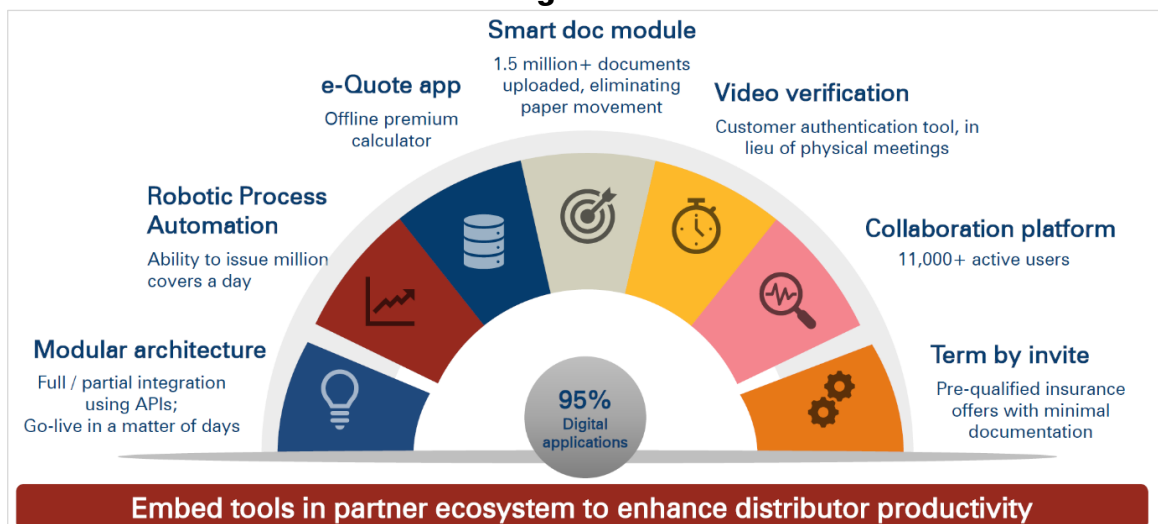 Smart doc module
1.5 million+ documents
uploaded, eliminating
paper movement
e-Quote app
Offline premium
calculator
Video verification
Customer authentication tool, in
lieu of physical meetings
Robotic Process
Automation
Ability to issue million
covers a day
Collaboration platform
11,000+ active users
Modular architecture
Full / partial integration
using APIs;
Go-live in a matter of days
Term by invite
Pre-qualified insurance
offers with minimal
documentation
95%
Digital
applications
Embed tools in partner ecosystem to enhance distributor productivity